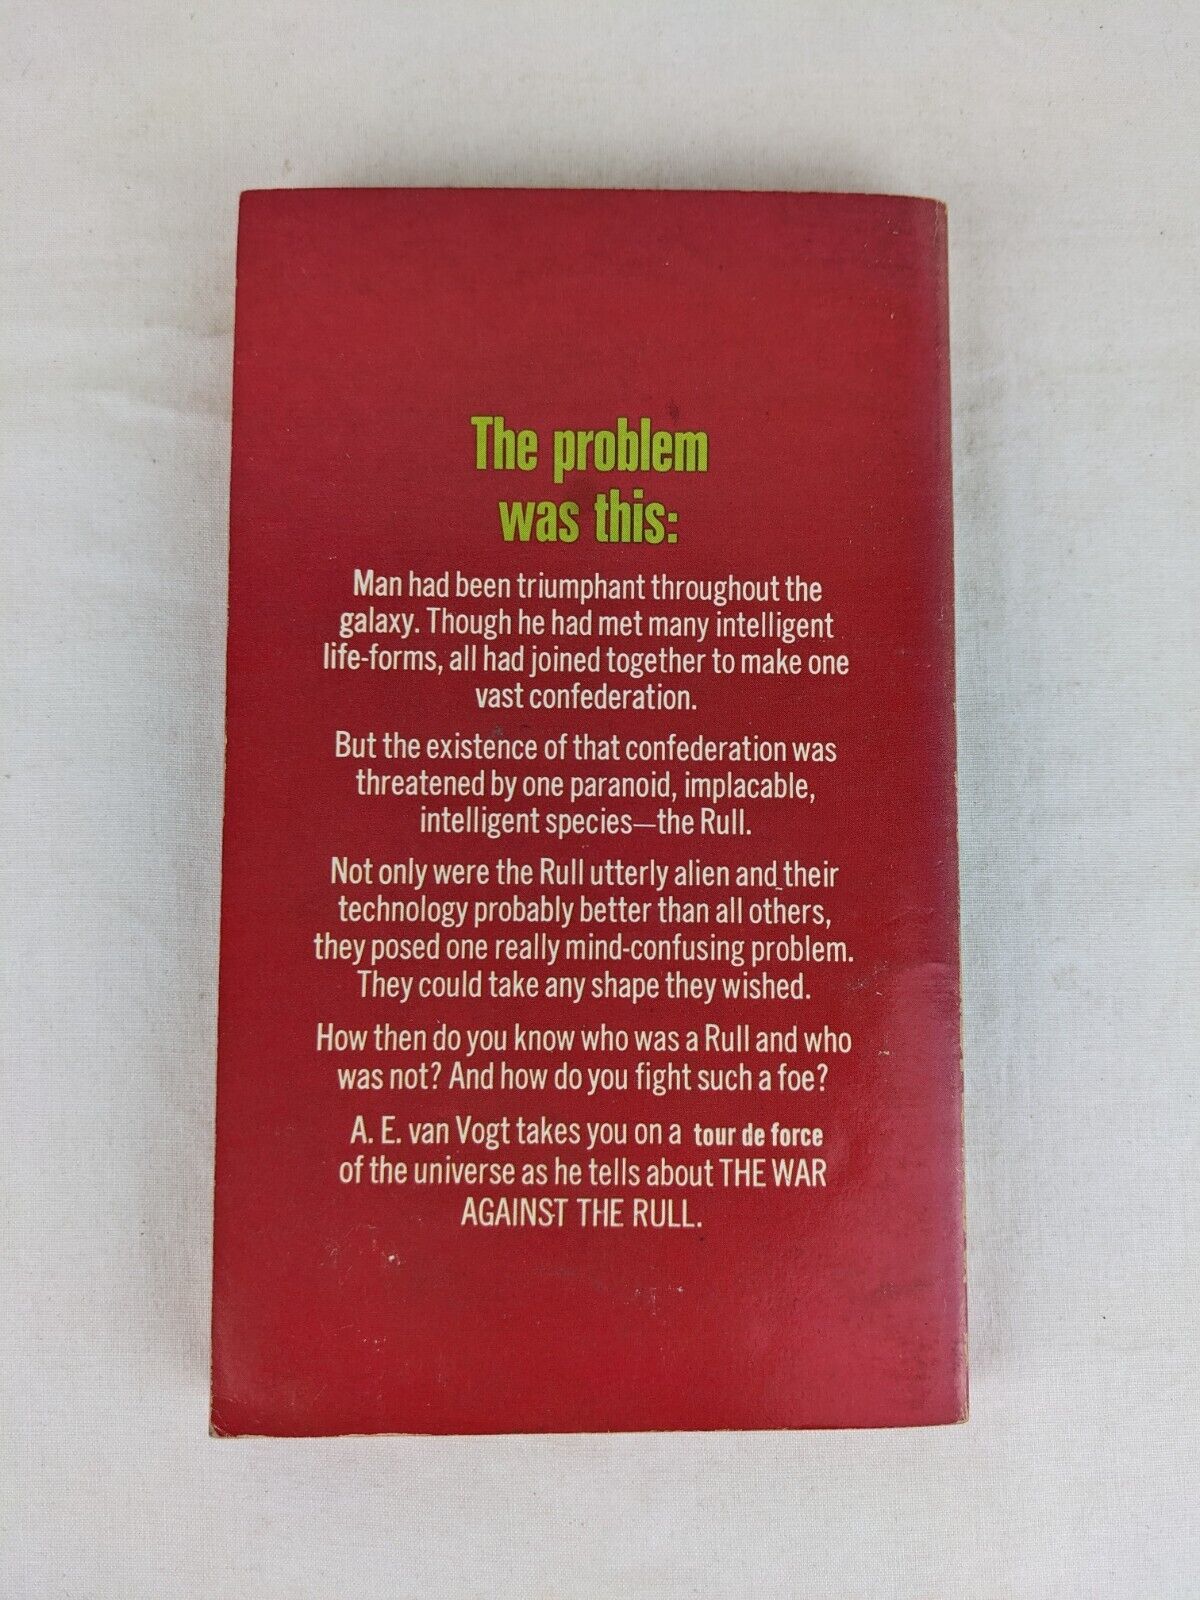 The problem
was this:
Man had been triumphant throughout the
galaxy. Though he had met many intelligent
life-forms, all had joined together to make one
vast confederation.
But the existence of that confederation was
threatened by one paranoid, implacable,
intelligent species—the Rull.
Not only were the Rull utterly alien and their
technology probably better than all others,
they posed one really mind-confusing problem.
They could take any shape they wished.
How then do you know who was a Rull and who
was not? And how do you fight such a foe?
A. E. van Vogt takes you on a tour de force
of the universe as he tells about THE WAR
AGAINST THE RULL.